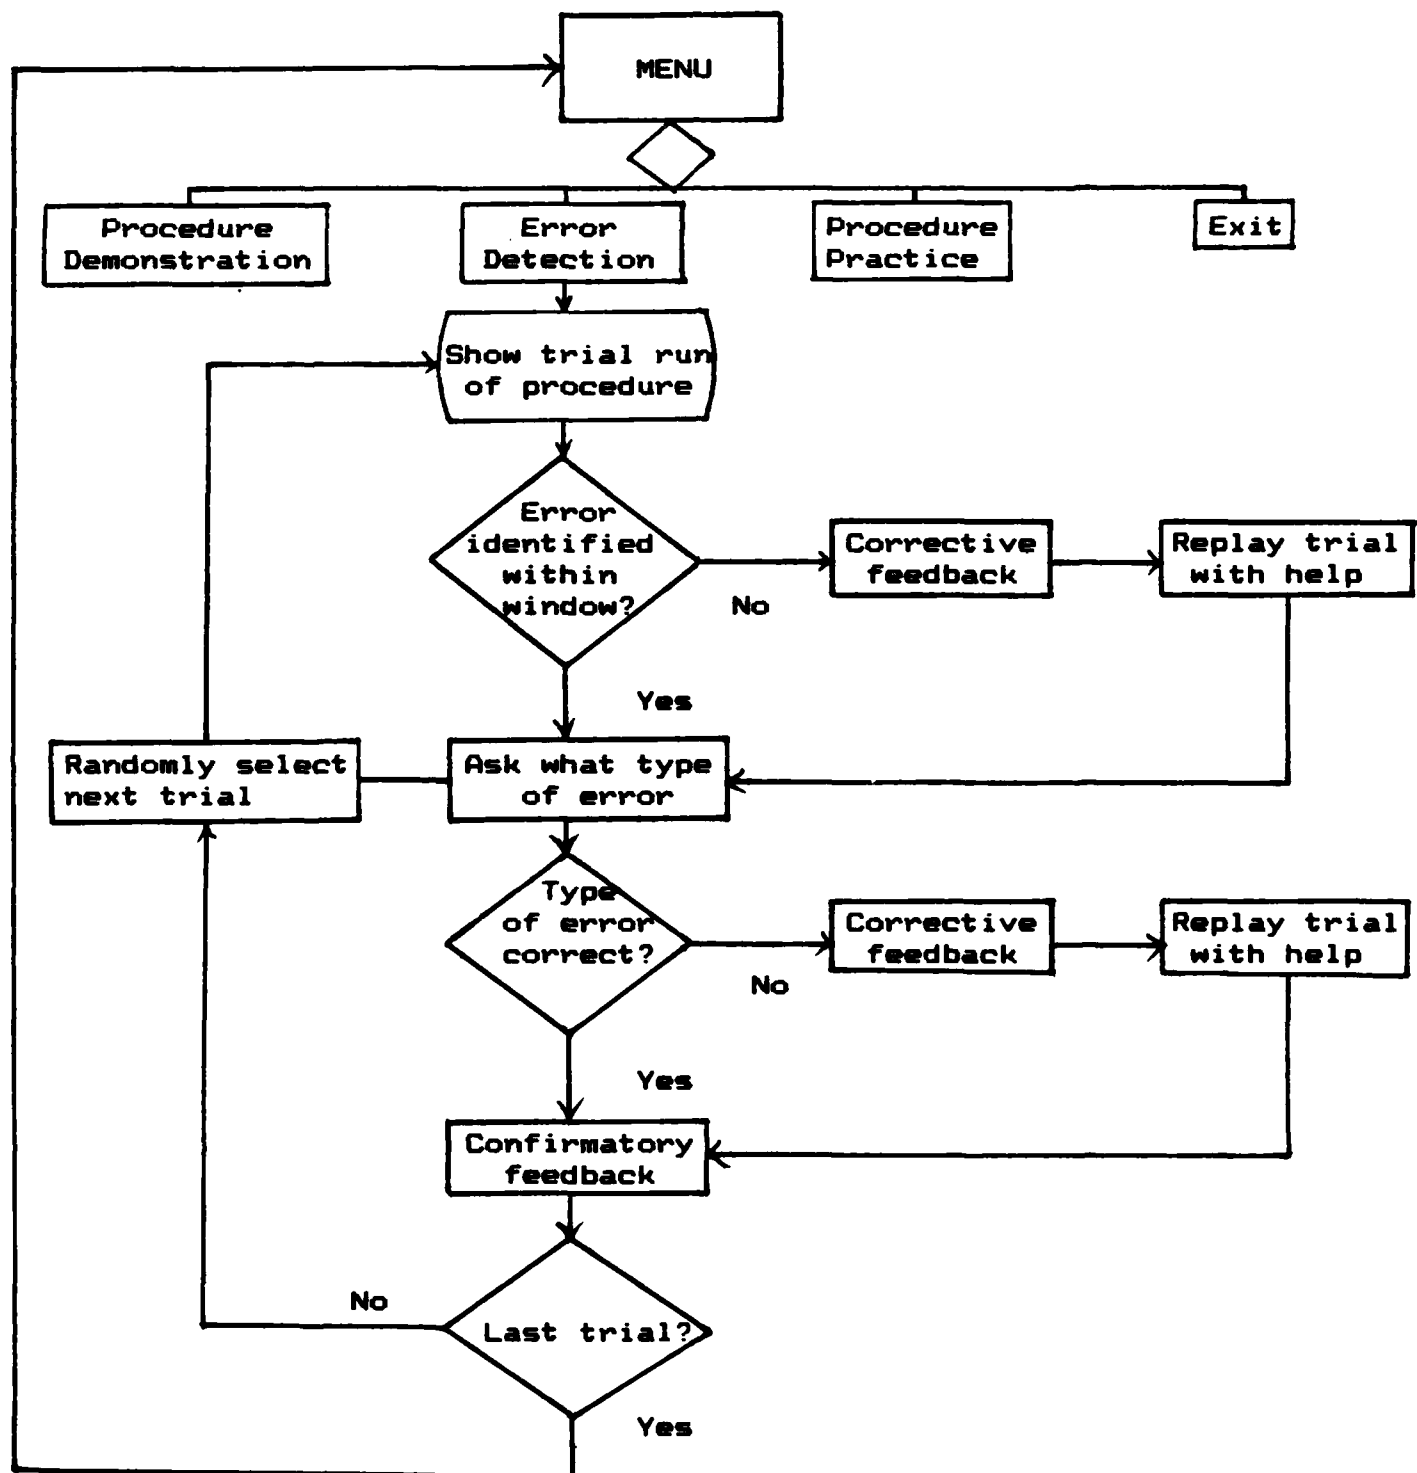 MENU
Procedure
Demonstration
Error
Detection
Procedure
Practice
Exit
Show trial run
of procedure
Error
identified
within
window?
No
Corrective
feedback
Replay trial
with help
Yes
Randomly select
next trial
Ask what type
of error
Type
of error
correct?
No
Corrective
feedback
Replay trial
with help
Yes
Confirmatory
feedback
No
Last trial?
Yes